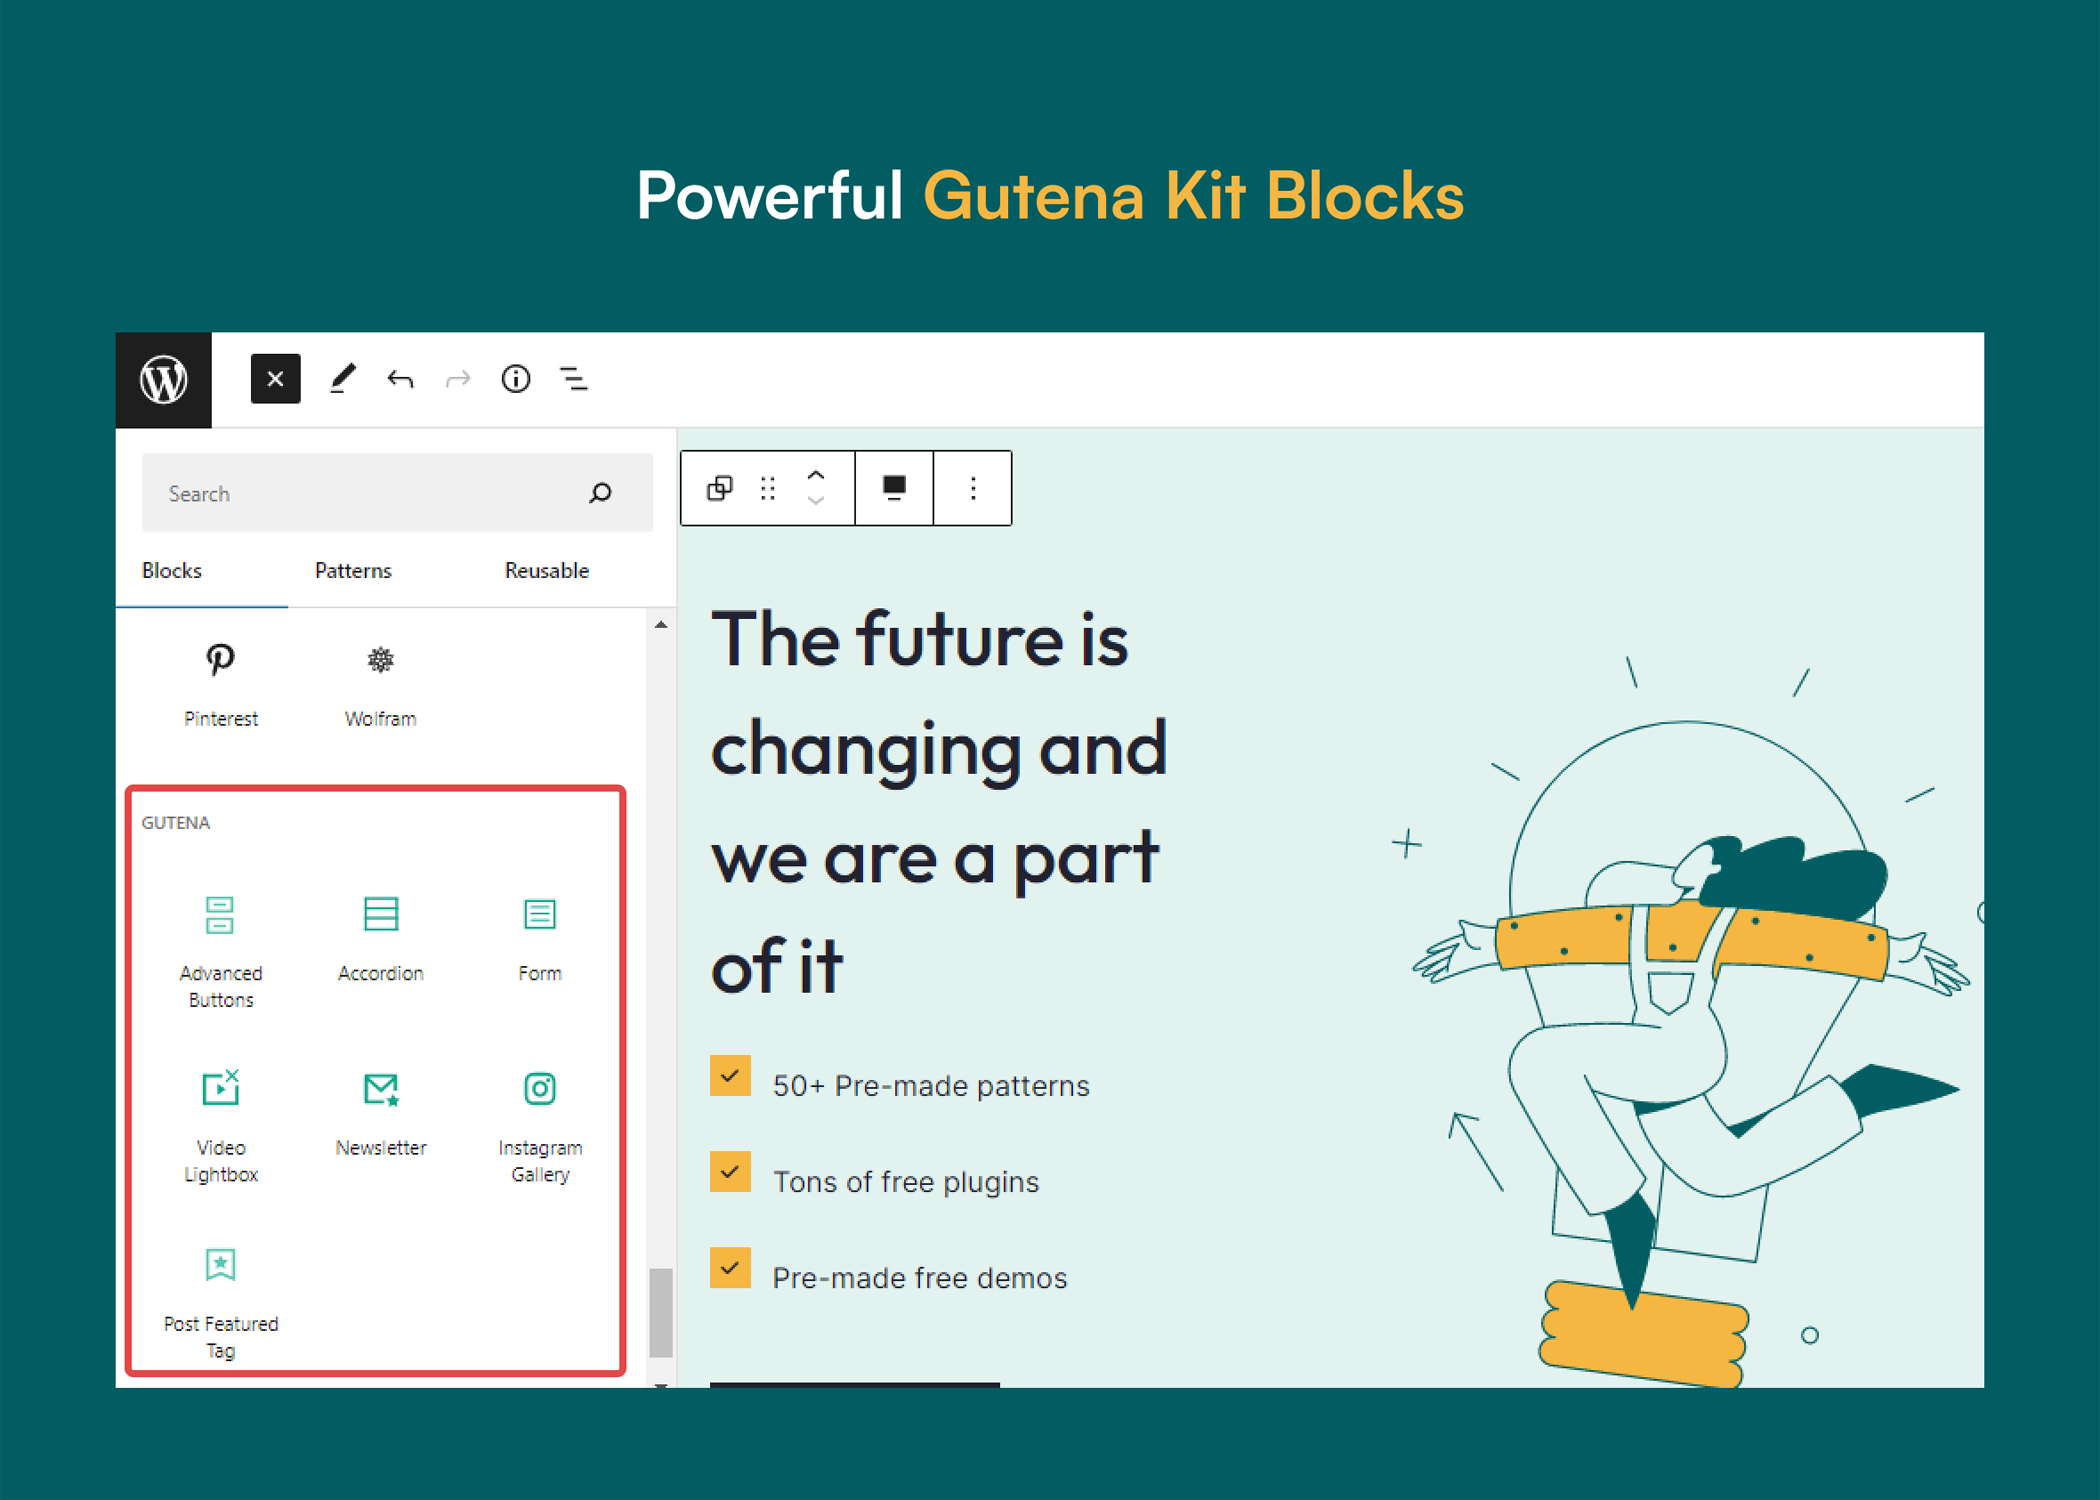 Powerful Gutena Kit Blocks
Search
Blocks Patterns Reusable
Pinterest Wolfram
GUTENA
Advanced
Buttons
Accordion
Form
Video
Lightbox
Newsletter
Instagram
Gallery
Post Featured
Tag
The future is
changing and
we are a part
of it
50+ Pre-made patterns
Tons of free plugins
Pre-made free demos